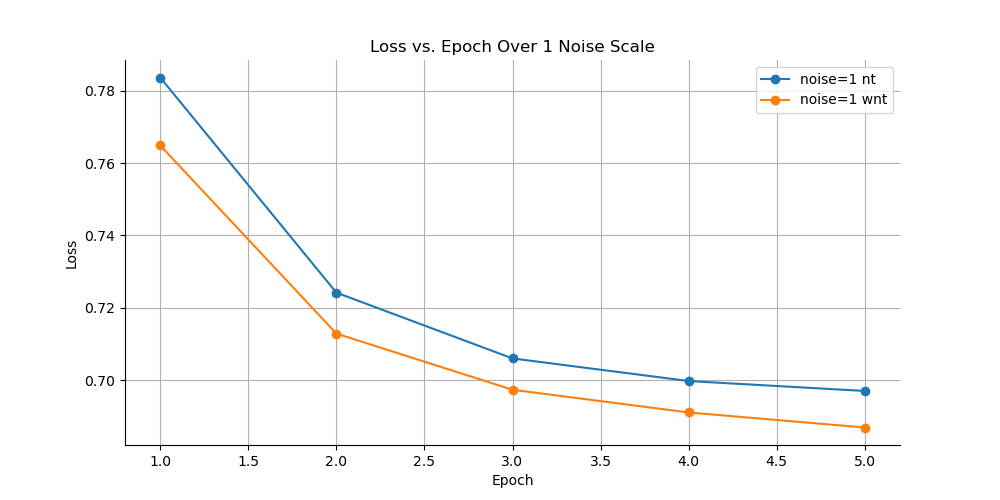 Loss vs. Epoch Over 1 Noise Scale
noise=1 nt
noise=1 wnt
0.78
0.76
0.74
0.72
0.70
Loss
1.0 1.5 2.0 2.5 3.0 3.5 4.0 4.5 5.0
Epoch